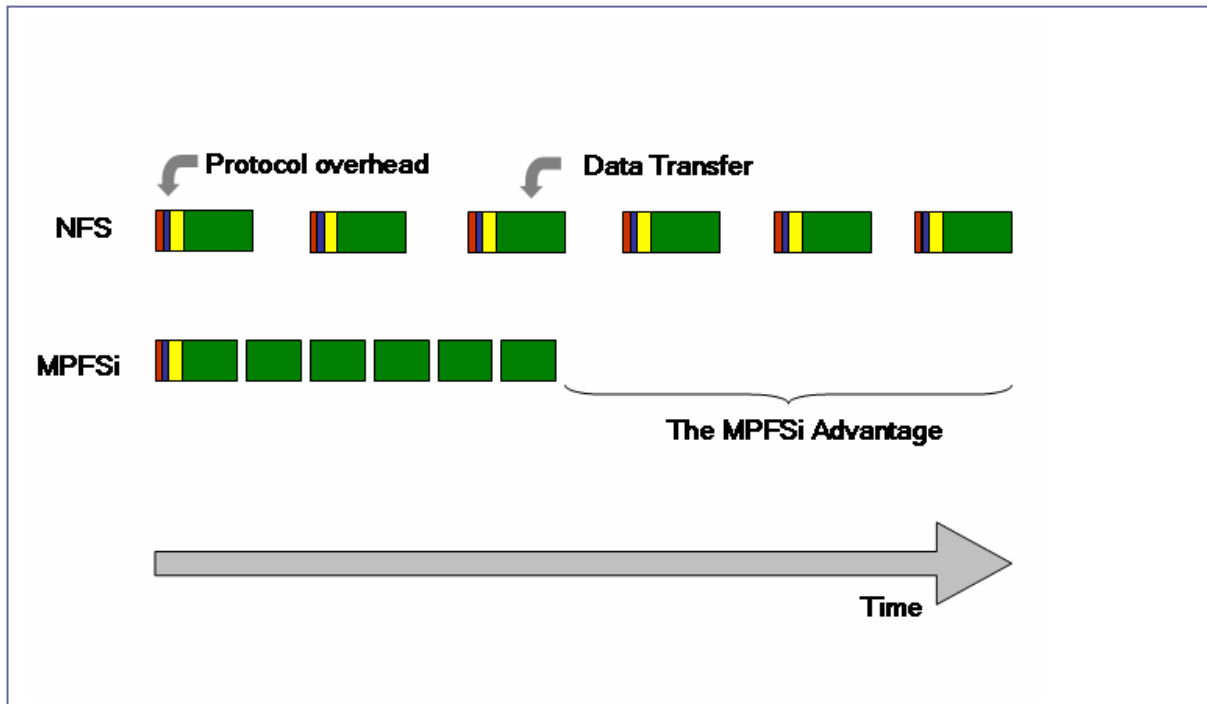 Protocol overhead
Data Transfer
NFS
MPFSi
The MPFSi Advantage
Time